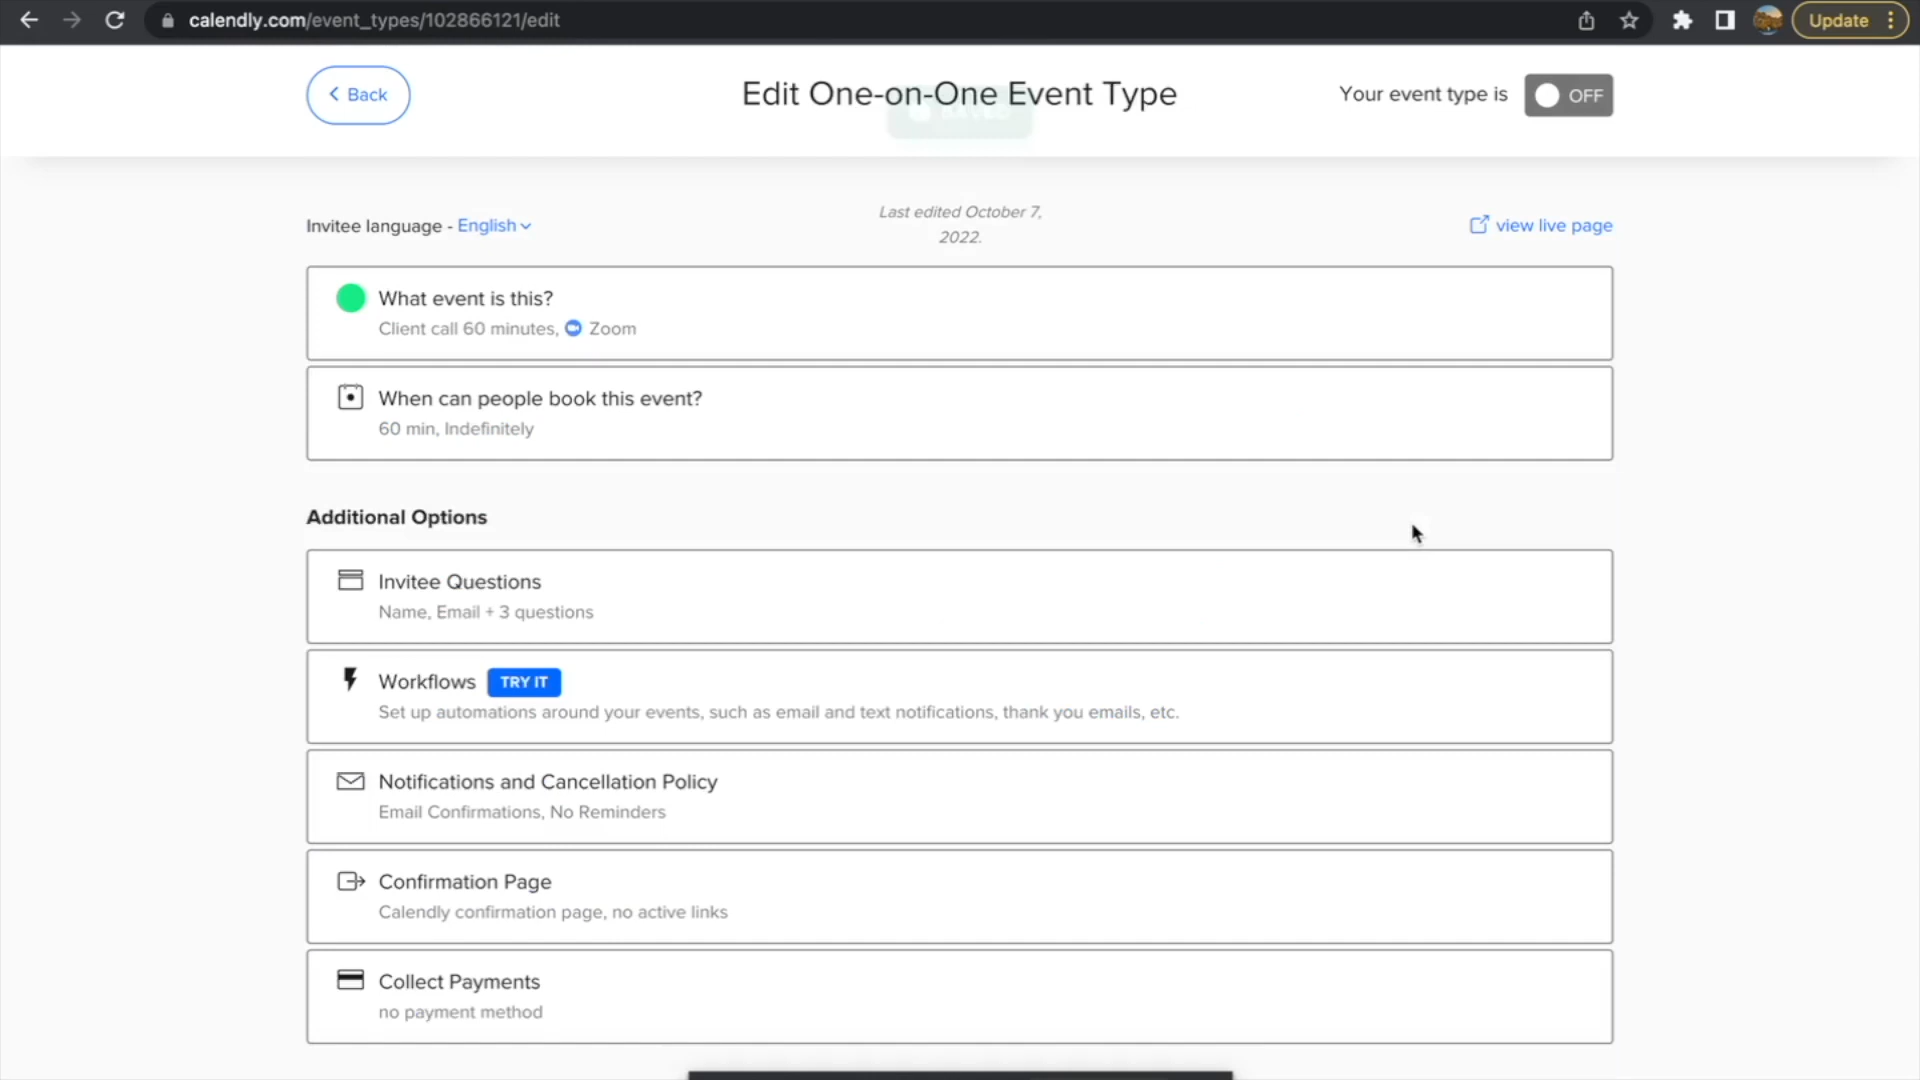 calendly.com/event_types/102866121/edit
Update
Back
Edit One-on-One Event Type
Your event type is
OFF
Invitee language - English
Last edited October 7,
2022.
view live page
What event is this?
Client call 60 minutes, Zoom
When can people book this event?
60 min, Indefinitely
Additional Options
Invitee Questions
Name, Email + 3 questions
Workflows TRY IT
Set up automations around your events, such as email and text notifications, thank you emails, etc.
Notifications and Cancellation Policy
Email Confirmations, No Reminders
Confirmation Page
Calendly confirmation page, no active links
Collect Payments
no payment method